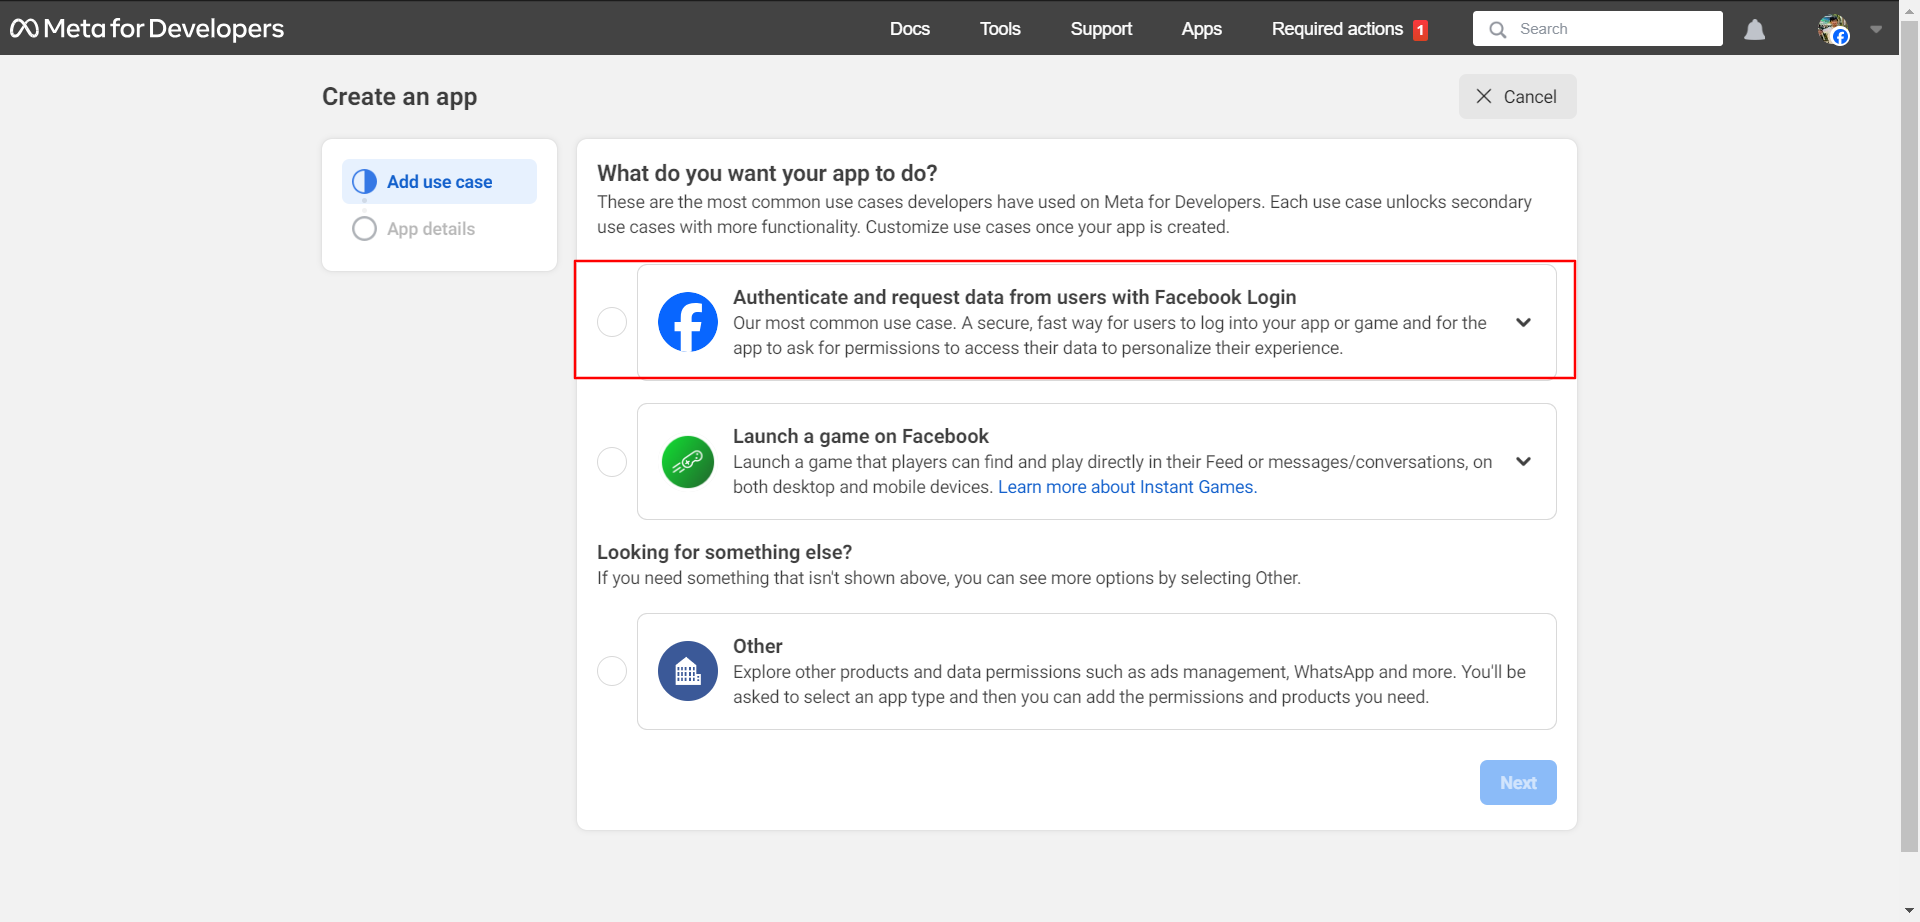 Meta for Developers
Docs
Tools
Support
Apps
Required actions 1
Search
Create an app
Cancel
Add use case
App details
What do you want your app to do?
These are the most common use cases developers have used on Meta for Developers. Each use case unlocks secondary
use cases with more functionality. Customize use cases once your app is created.
Authenticate and request data from users with Facebook Login
Our most common use case. A secure, fast way for users to log into your app or game and for the
app to ask for permissions to access their data to personalize their experience.
Launch a game on Facebook
Launch a game that players can find and play directly in their Feed or messages/conversations, on
both desktop and mobile devices. Learn more about Instant Games.
Looking for something else?
If you need something that isn't shown above, you can see more options by selecting Other.
Other
Explore other products and data permissions such as ads management, WhatsApp and more. You'll be
asked to select an app type and then you can add the permissions and products you need.
Next